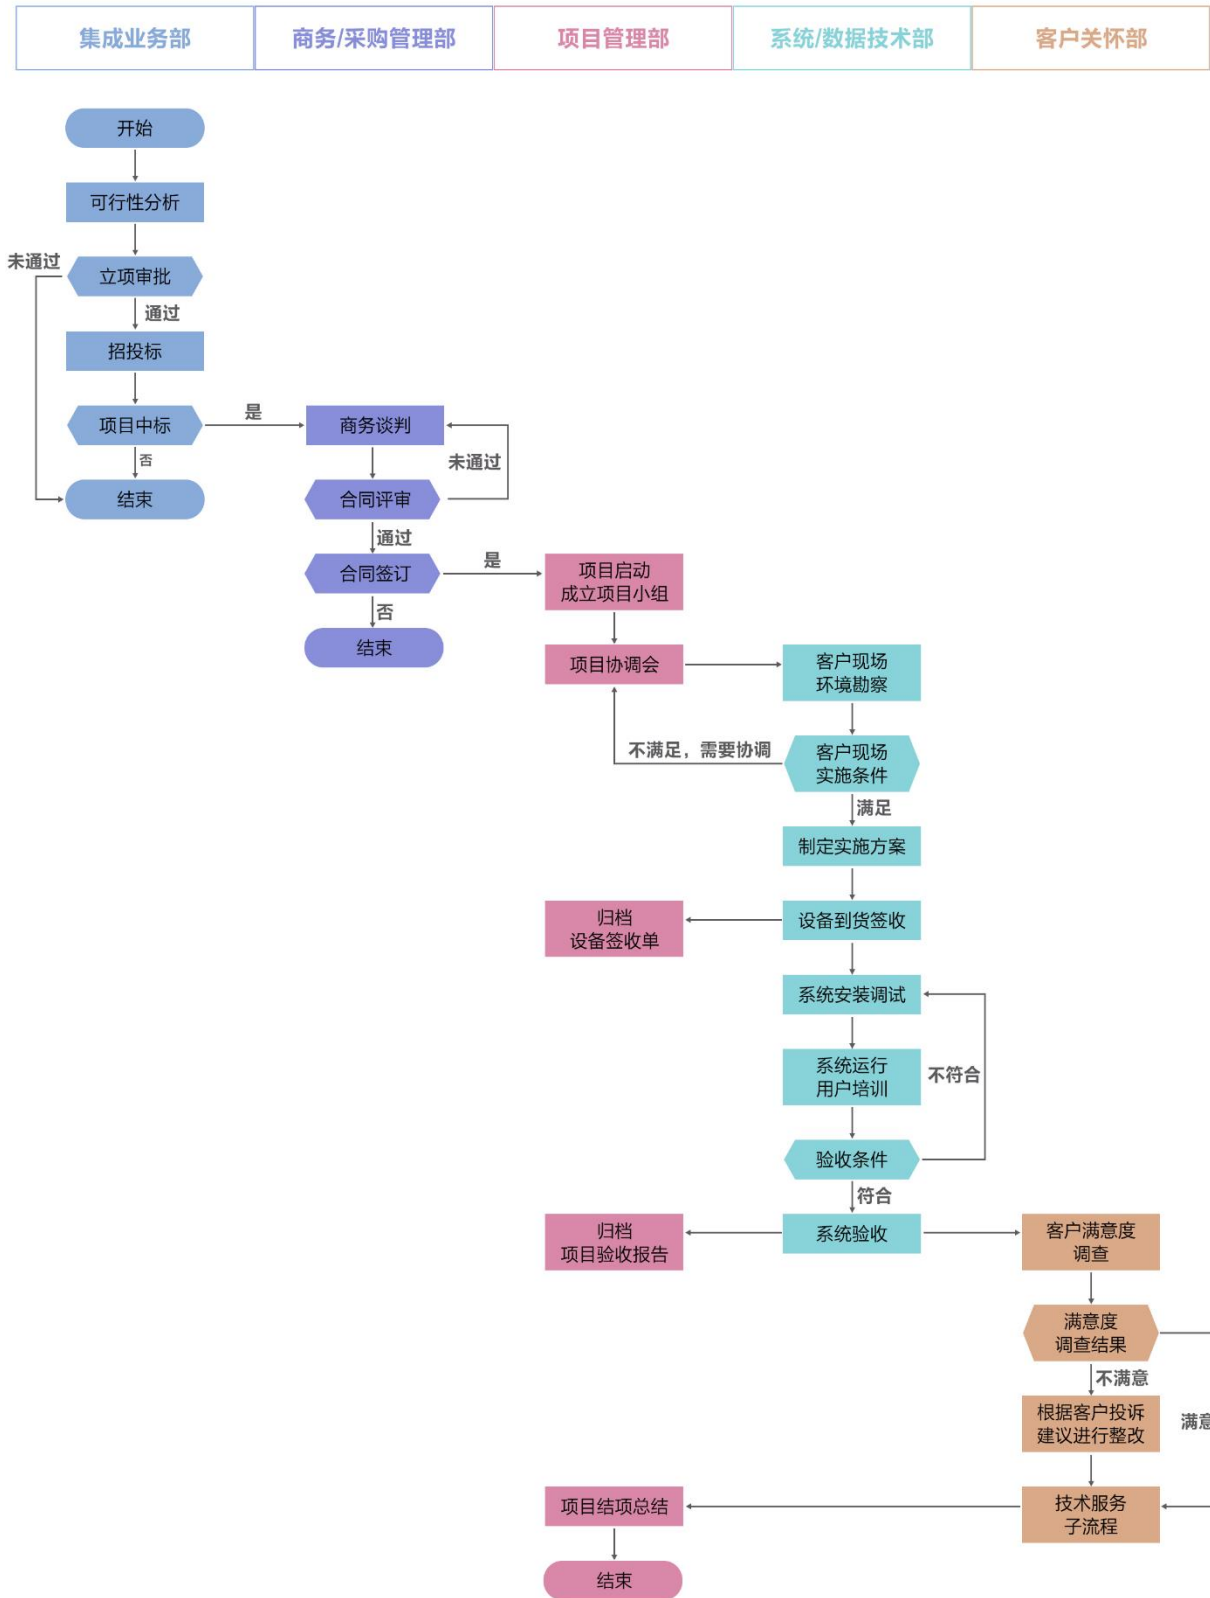 集成业务部
商务/采购管理部
项目管理部
系统/数据技术部
客户关怀部
开始
可行性分析
未通过
立项审批
通过
招投标
项目中标
是
商务谈判
否
未通过
结束
合同评审
通过
合同签订
是
项目启动
成立项目小组
否
结束
项目协调会
客户现场
环境勘察
不满足，需要协调
客户现场
实施条件
满足
制定实施方案
归档
设备签收单
设备到货签收
系统安装调试
系统运行
用户培训
不符合
验收条件
符合
归档
项目验收报告
系统验收
客户满意度
调查
满意度
调查结果
不满意
根据客户投诉
建议进行整改
满意
项目结项总结
技术服务
子流程
结束